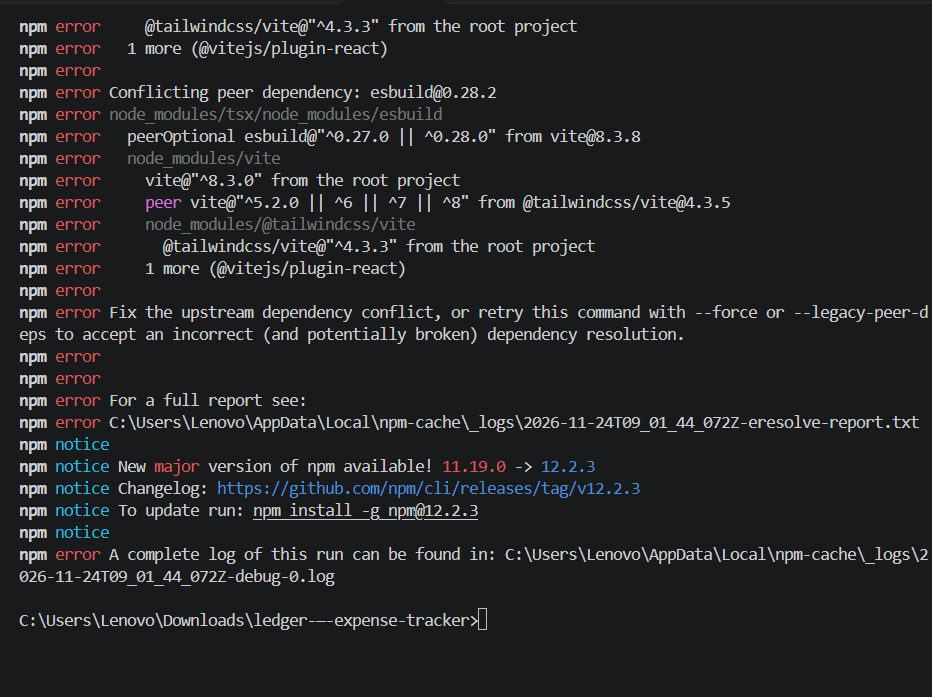 npm error     @tailwindcss/vite@"^4.3.3" from the root project
npm error   1 more (@vitejs/plugin-react)
npm error
npm error Conflicting peer dependency: esbuild@0.28.2
npm error node_modules/tsx/node_modules/esbuild
npm error   peerOptional esbuild@"^0.27.0 || ^0.28.0" from vite@8.3.8
npm error   node_modules/vite
npm error     vite@"^8.3.0" from the root project
npm error     peer vite@"^5.2.0 || ^6 || ^7 || ^8" from @tailwindcss/vite@4.3.5
npm error     node_modules/@tailwindcss/vite
npm error       @tailwindcss/vite@"^4.3.3" from the root project
npm error     1 more (@vitejs/plugin-react)
npm error
npm error Fix the upstream dependency conflict, or retry this command with --force or --legacy-peer-d
eps to accept an incorrect (and potentially broken) dependency resolution.
npm error
npm error
npm error For a full report see:
npm error C:\Users\Lenovo\AppData\Local\npm-cache\_logs\2026-11-24T09_01_44_072Z-eresolve-report.txt
npm notice
npm notice New major version of npm available! 11.19.0 -> 12.2.3
npm notice Changelog: https://github.com/npm/cli/releases/tag/v12.2.3
npm notice To update run: npm install -g npm@12.2.3
npm notice
npm error A complete log of this run can be found in: C:\Users\Lenovo\AppData\Local\npm-cache\_logs\2
026-11-24T09_01_44_072Z-debug-0.log
C:\Users\Lenovo\Downloads\ledger-—-expense-tracker>